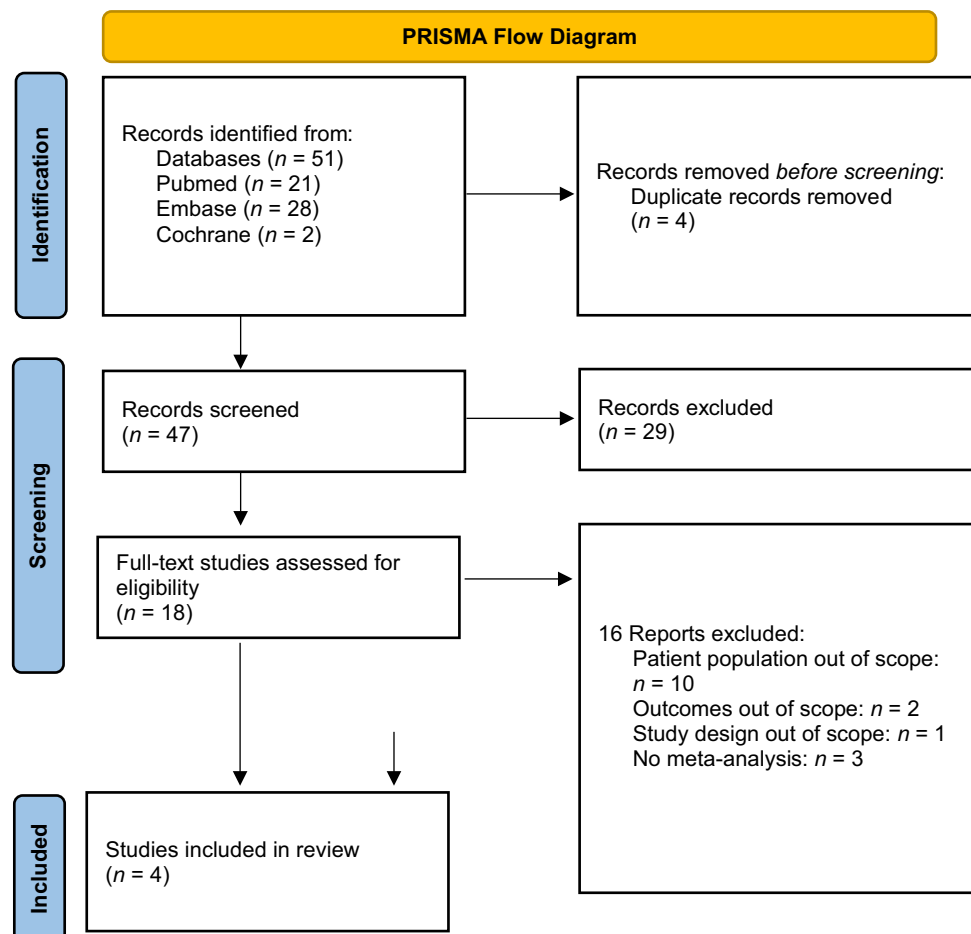 PRISMA Flow Diagram
Identification
Records identified from:
Databases (n = 51)
Pubmed (n = 21)
Embase (n = 28)
Cochrane (n = 2)
Records removed before screening:
Duplicate records removed
(n = 4)
Screening
Records screened
(n = 47)
Records excluded
(n = 29)
Full-text studies assessed for
eligibility
(n = 18)
16 Reports excluded:
Patient population out of scope:
n = 10
Outcomes out of scope: n = 2
Study design out of scope: n = 1
No meta-analysis: n = 3
Included
Studies included in review
(n = 4)